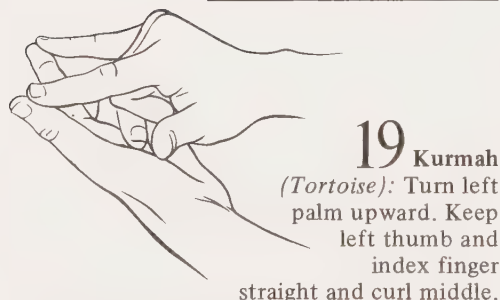 19 Kurmah
(Tortoise): Turn left
palm upward. Keep
left thumb and
index finger
straight and curl middle,